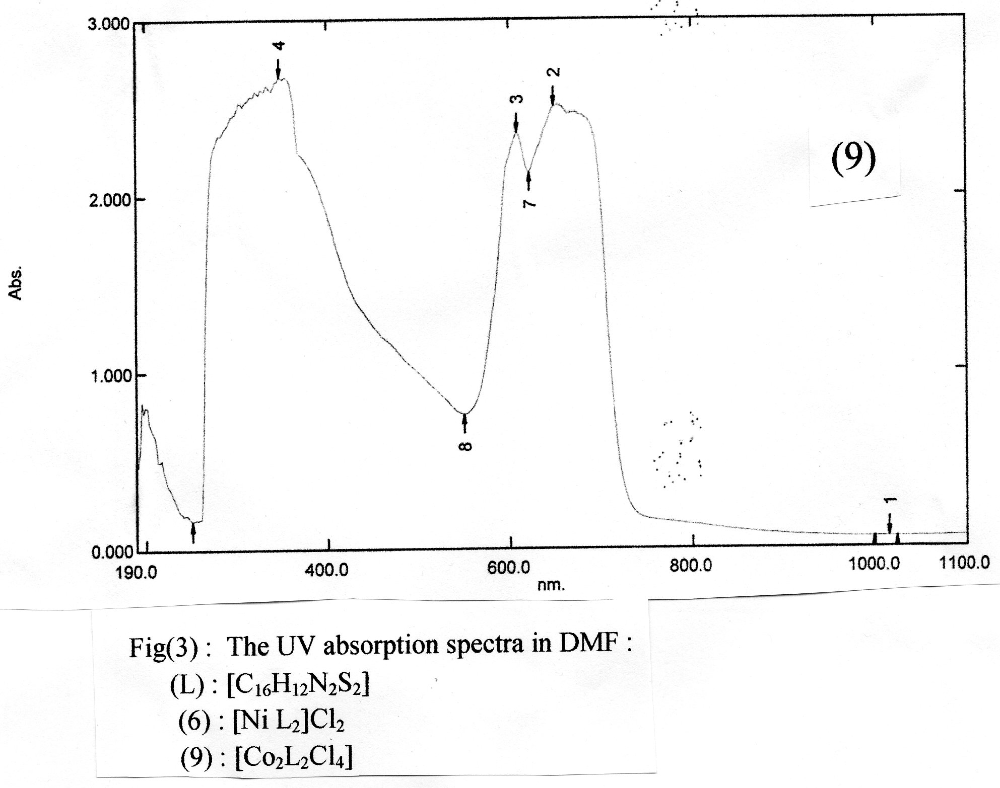 3.000
4
2
3
(9)
2.000
7
Abs.
1.000
8
1
0.000
190.0 400.0 600.0 800.0 1000.0 1100.0
nm.
Fig(3) : The UV absorption spectra in DMF :
(L) : [C₁₆H₁₂N₂S₂]
(6) : [Ni L₂]Cl₂
(9) : [Co₂L₂Cl₄]